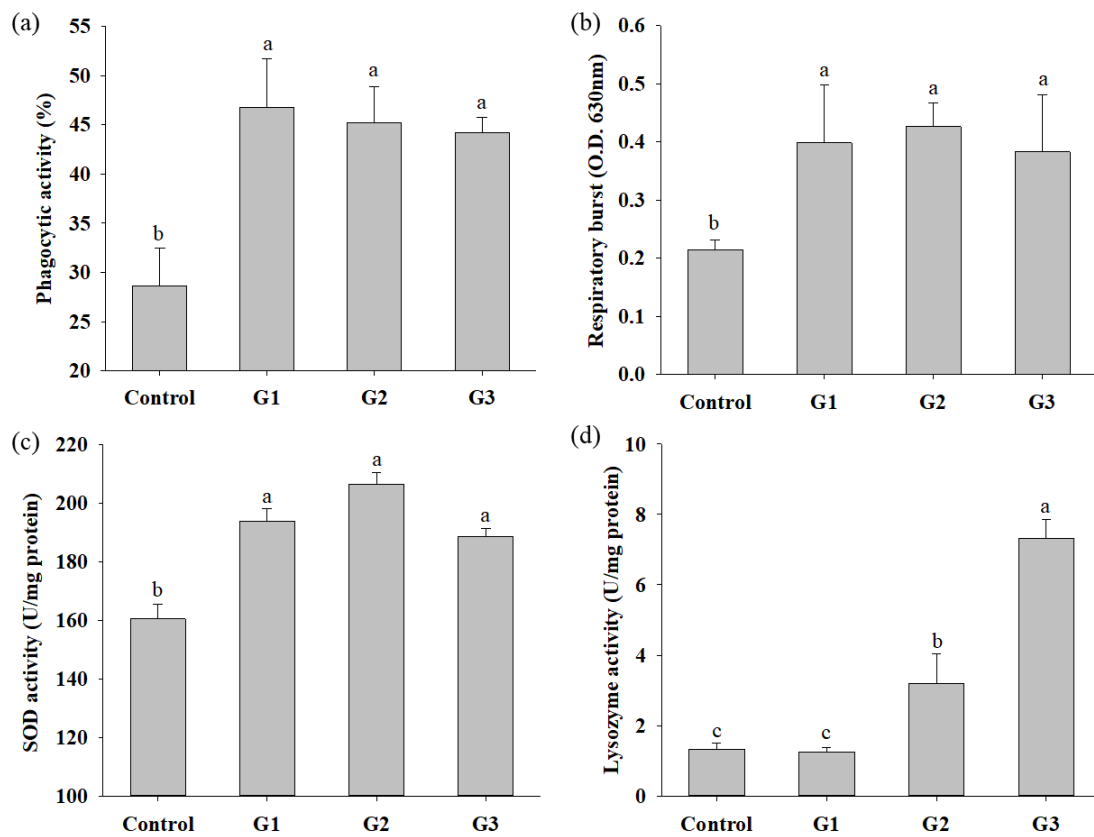 (a)
Phagocytic activity (%)
55
50
45
40
35
30
25
20
b
a
a
a
Control G1 G2 G3
(b)
Respiratory burst (O.D. 630nm)
0.6
0.5
0.4
0.3
0.2
0.1
0.0
b
a
a
a
Control G1 G2 G3
(c)
SOD activity (U/mg protein)
220
200
180
160
140
120
100
b
a
a
a
Control G1 G2 G3
(d)
Lysozyme activity (U/mg protein)
10
8
6
4
2
0
c
c
b
a
Control G1 G2 G3